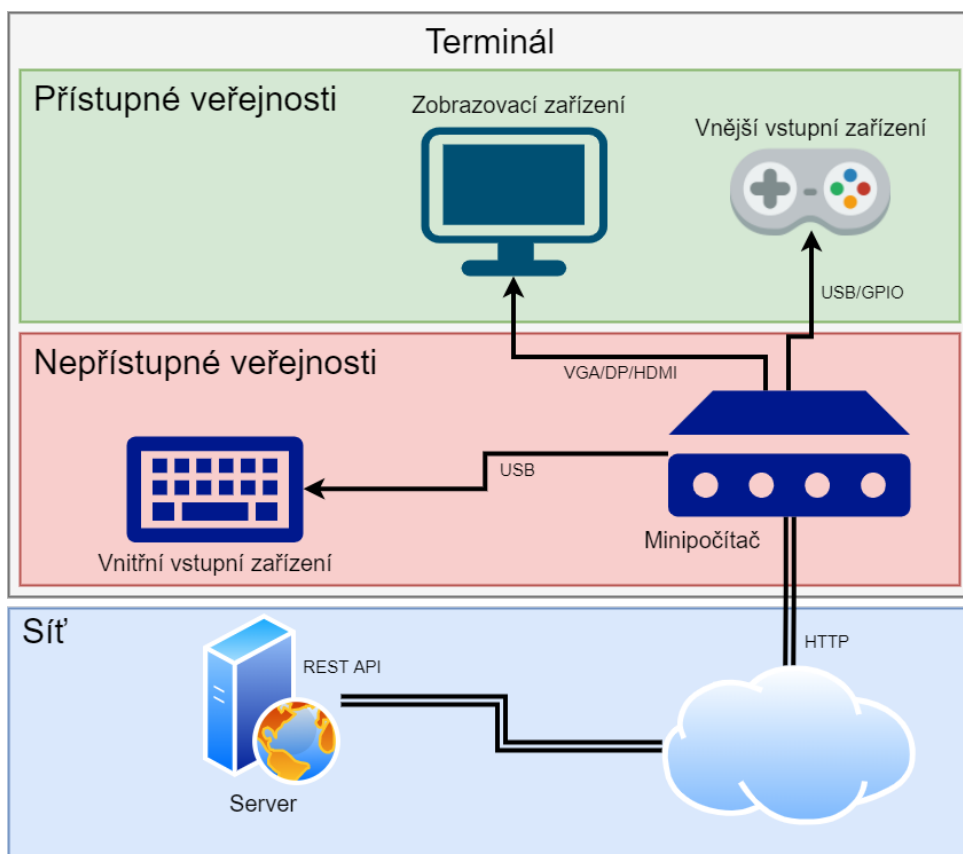 Terminál
Přístupné veřejnosti
Zobrazovací zařízení
Vnější vstupní zařízení
USB/GPIO
Nepřístupné veřejnosti
VGA/DP/HDMI
USB
Minipočítač
Vnitřní vstupní zařízení
Síť
HTTP
REST API
Server